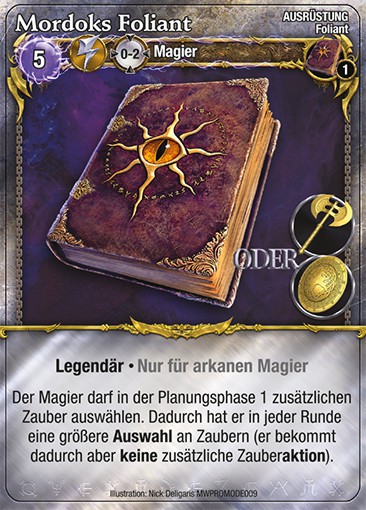 Mordoks Foliant
AUSRÜSTUNG
Foliant
5
0-2
Magier
1
ODER
Legendär • Nur für arkanen Magier
Der Magier darf in der Planungsphase 1 zusätzlichen
Zauber auswählen. Dadurch hat er in jeder Runde
eine größere Auswahl an Zaubern (er bekommt
dadurch aber keine zusätzliche Zauberaktion).
Illustration: Nick Deligaris MWPROMODE009